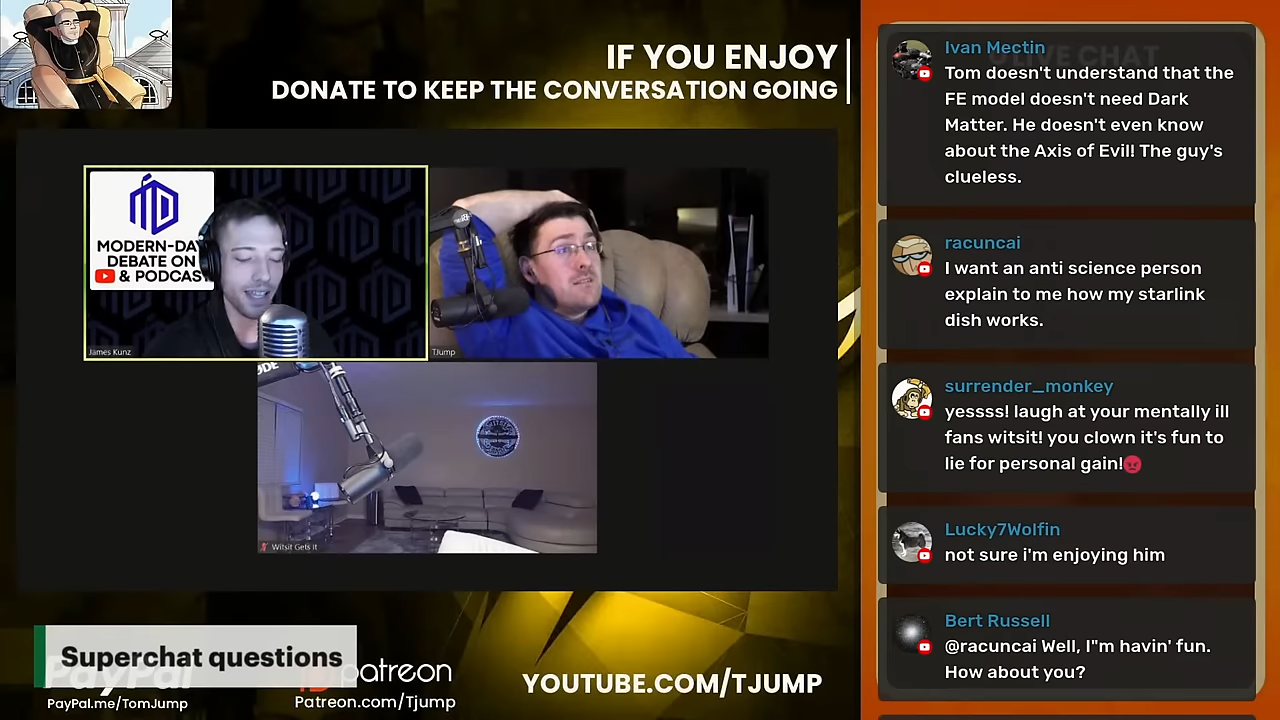 IF YOU ENJOY
DONATE TO KEEP THE CONVERSATION GOING
MODERN-DAY
DEBATE ON
& PODCAST
James Kunz
TJump
ODE
Witsit Gets It
Superchat questions
PayPal
patreon
PayPal.me/TomJump
Patreon.com/Tjump
YOUTUBE.COM/TJUMP
LIVE CHAT
Ivan Mectin
Tom doesn't understand that the
FE model doesn't need Dark
Matter. He doesn't even know
about the Axis of Evil! The guy's
clueless.
racuncai
I want an anti science person
explain to me how my starlink
dish works.
surrender_monkey
yessss! laugh at your mentally ill
fans witsit! you clown it's fun to
lie for personal gain!
Lucky7Wolfin
not sure i'm enjoying him
Bert Russell
@racuncai Well, I"m havin' fun.
How about you?